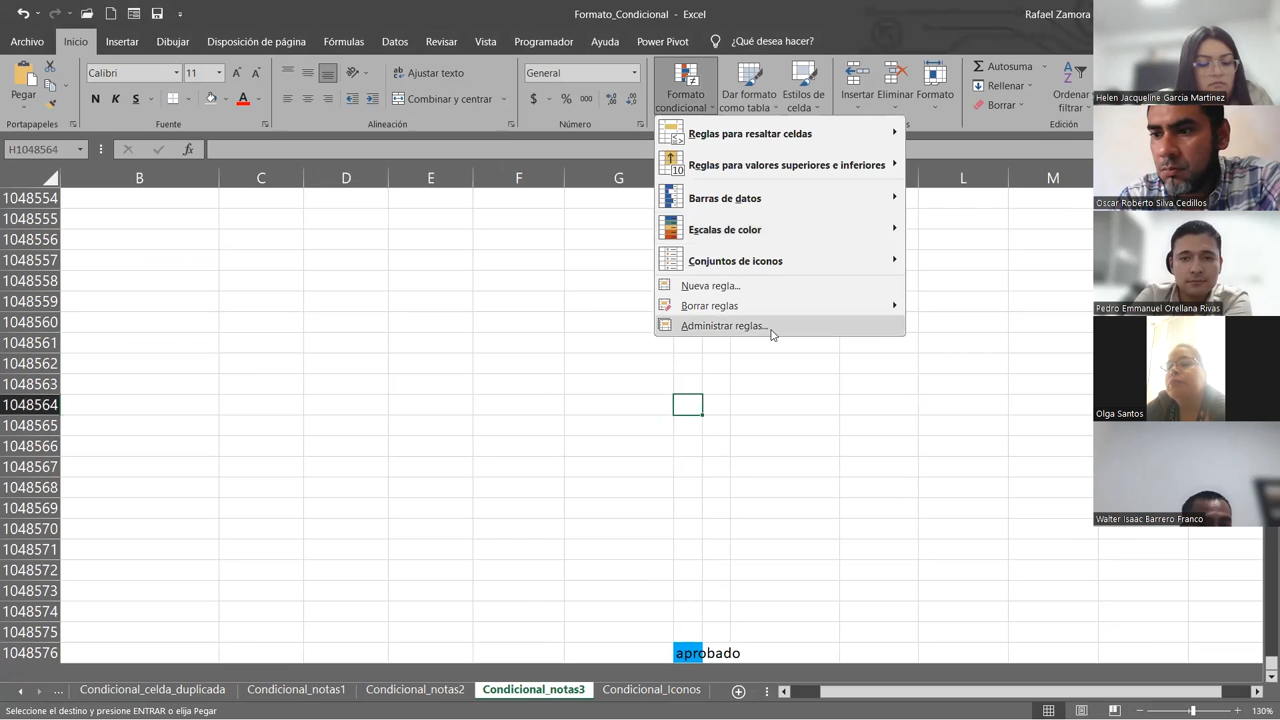 Formato_Condicional - Excel
Rafael Zamora
Archivo
Inicio
Insertar
Dibujar
Disposición de página
Fórmulas
Datos
Revisar
Vista
Programador
Ayuda
Power Pivot
¿Qué desea hacer?
Pegar
Calibri
11
N K S
Ajustar texto
Combinar y centrar
General
$ % 000
Formato condicional
Dar formato como tabla
Estilos de celda
Insertar
Eliminar
Formato
Autosuma
Rellenar
Borrar
Ordenar
filtrar
Portapapeles
Fuente
Alineación
Número
Edición
Reglas para resaltar celdas
Reglas para valores superiores e inferiores
Barras de datos
Escalas de color
Conjuntos de iconos
Nueva regla...
Borrar reglas
Administrar reglas...
H1048564
fx
B C D E F G L M
1048554
1048555
1048556
1048557
1048558
1048559
1048560
1048561
1048562
1048563
1048564
1048565
1048566
1048567
1048568
1048569
1048570
1048571
1048572
1048573
1048574
1048575
1048576
aprobado
... Condicional_celda_duplicada
Condicional_notas1
Condicional_notas2
Condicional_notas3
Condicional_Iconos
Seleccione el destino y presione ENTRAR o elija Pegar
130%
Helen Jacqueline Garcia Martinez
Oscar Roberto Silva Cedillos
Pedro Emmanuel Orellana Rivas
Olga Santos
Walter Isaac Barrero Franco